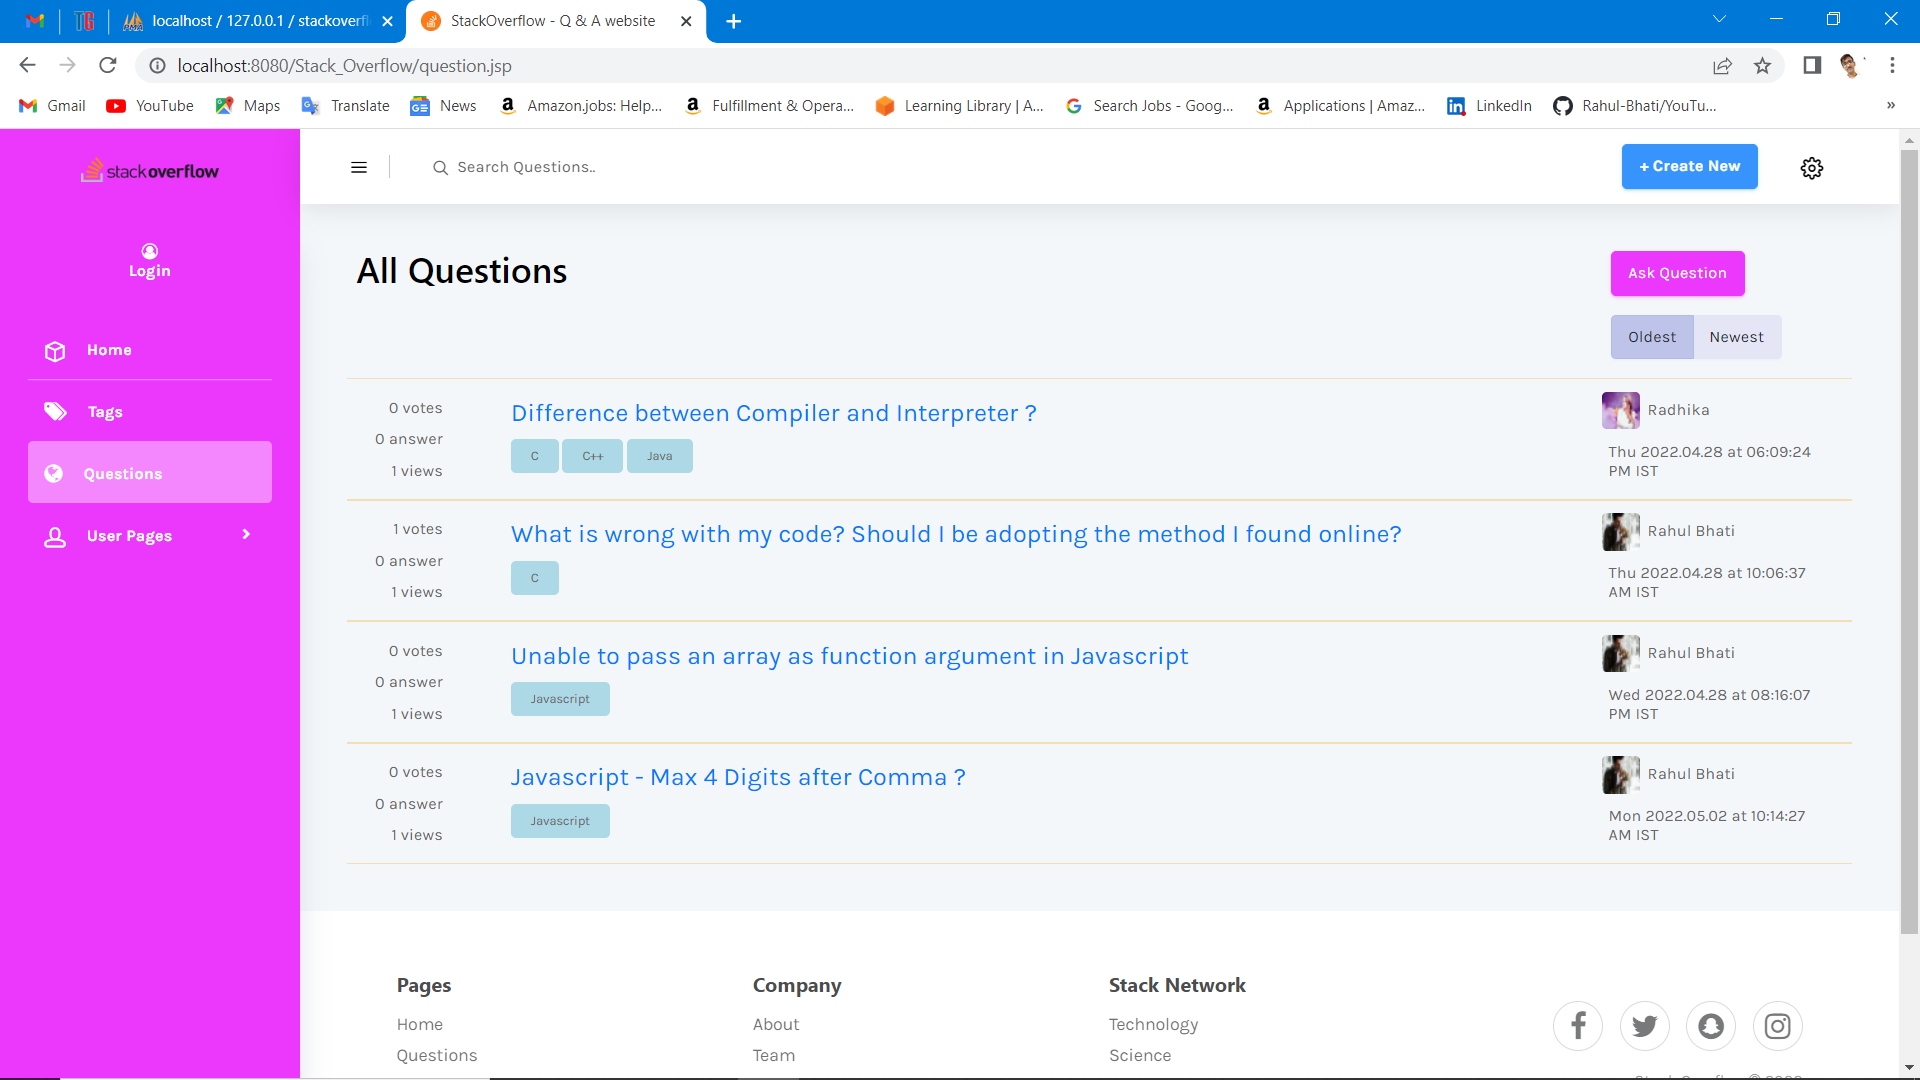 localhost / 127.0.0.1 / stackoverfl
StackOverflow - Q & A website
localhost:8080/Stack_Overflow/question.jsp
Gmail
YouTube
Maps
Translate
News
Amazon.jobs: Help...
Fulfillment & Opera...
Learning Library | A...
Search Jobs - Goog...
Applications | Amaz...
LinkedIn
Rahul-Bhati/YouTu...
»
stackoverflow
Search Questions..
+ Create New
Login
Home
Tags
Questions
User Pages
All Questions
Ask Question
Oldest
Newest
0 votes
0 answer
1 views
Difference between Compiler and Interpreter ?
C
C++
Java
Radhika
Thu 2022.04.28 at 06:09:24
PM IST
1 votes
0 answer
1 views
What is wrong with my code? Should I be adopting the method I found online?
C
Rahul Bhati
Thu 2022.04.28 at 10:06:37
AM IST
0 votes
0 answer
1 views
Unable to pass an array as function argument in Javascript
Javascript
Rahul Bhati
Wed 2022.04.28 at 08:16:07
PM IST
0 votes
0 answer
1 views
Javascript - Max 4 Digits after Comma ?
Javascript
Rahul Bhati
Mon 2022.05.02 at 10:14:27
AM IST
Pages
Home
Questions
Company
About
Team
Stack Network
Technology
Science